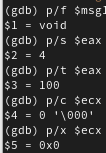 (gdb) p/f $msg1
$1 = void
(gdb) p/s $eax
$2 = 4
(gdb) p/t $eax
$3 = 100
(gdb) p/c $ecx
$4 = 0 '\000'
(gdb) p/x $ecx
$5 = 0x0